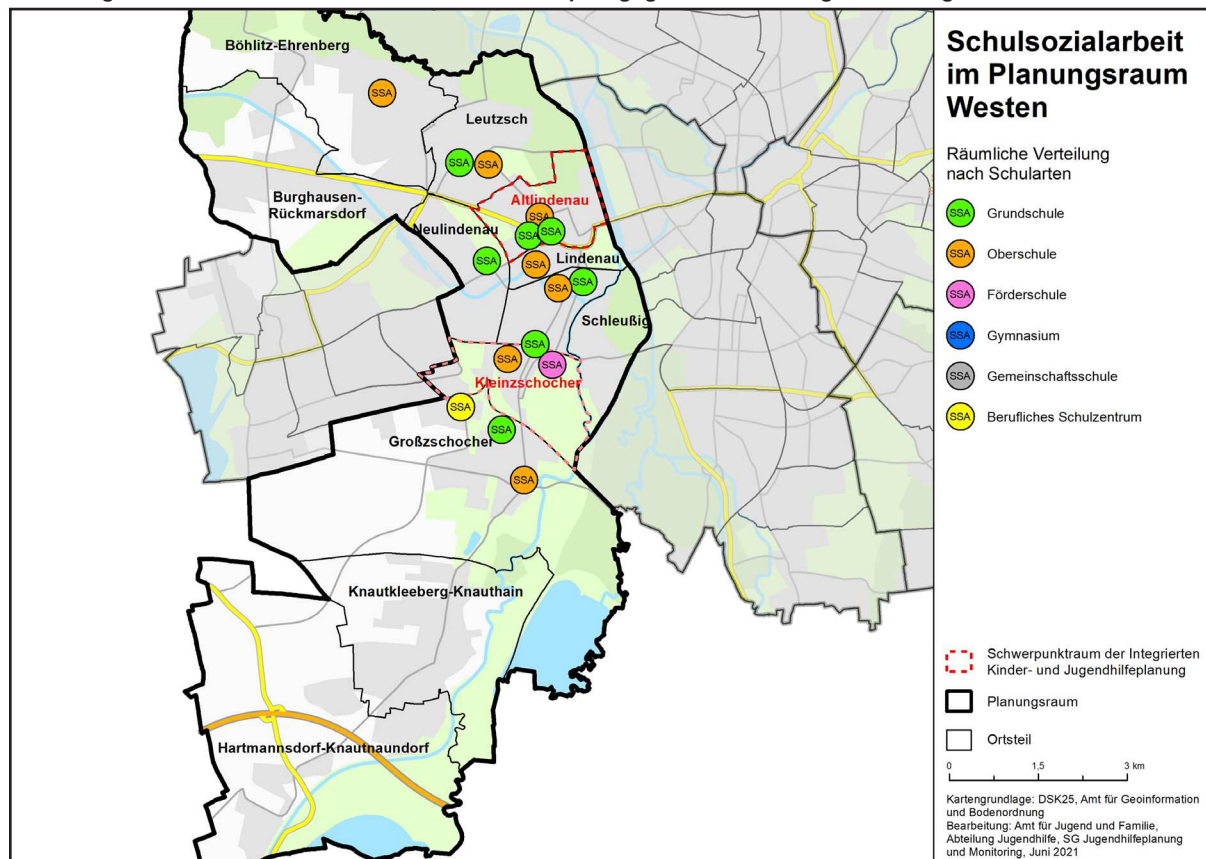 Böhlitz-Ehrenberg
SSA
Leutzsch
SSA
SSA
Altlindenau
Burghausen-
Rückmarsdorf
SSA
Neulindenau
SSA
SSA
SSA
SSA
Lindenau
SSA
SSA
Schleußig
SSA
SSA
SSA
Kleinzschocher
SSA
SSA
Großzschocher
SSA
Knautkleeberg-Knauthain
Hartmannsdorf-Knautnaundorf
Schulsozialarbeit
im Planungsraum
Westen
Räumliche Verteilung
nach Schularten
SSA Grundschule
SSA Oberschule
SSA Förderschule
SSA Gymnasium
SSA Gemeinschaftsschule
SSA Berufliches Schulzentrum
Schwerpunktraum der Integrierten
Kinder- und Jugendhilfeplanung
Planungsraum
Ortsteil
0 1,5 3 km
Kartengrundlage: DSK25, Amt für Geoinformation
und Bodenordnung
Bearbeitung: Amt für Jugend und Familie,
Abteilung Jugendhilfe, SG Jugendhilfeplanung
und Monitoring, Juni 2021